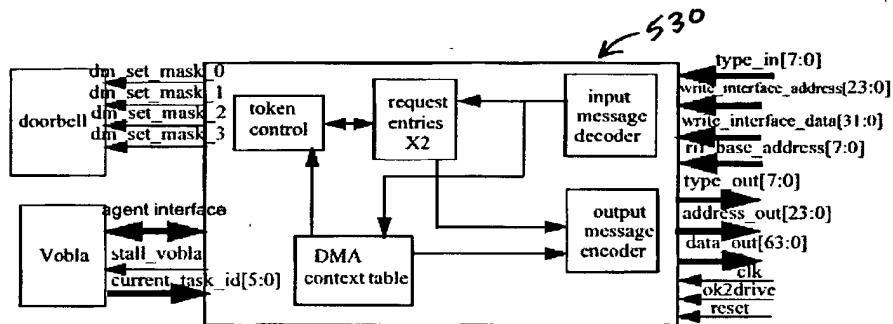 530
dm_set_mask_0
dm_set_mask_1
dm_set_mask_2
dm_set_mask_3
doorbell
token
control
request
entries
X2
input
message
decoder
type_in[7:0]
write_interface_address[23:0]
write_interface_data[31:0]
rif_base_address[7:0]
type_out[7:0]
address_out[23:0]
data_out[63:0]
clk
ok2drive
reset
agent interface
Vobla
stall_vobla
current_task_id[5:0]
DMA
context table
output
message
encoder